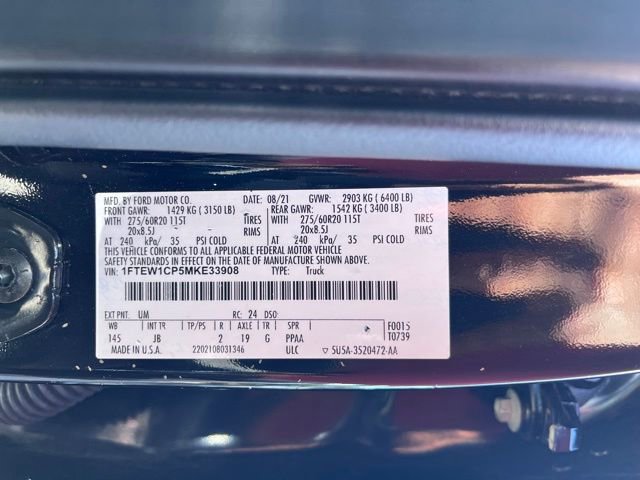 MFD. BY FORD MOTOR CO. DATE: 08/21 GVWR: 2903 KG ( 6400 LB)
FRONT GAWR: 1429 KG ( 3150 LB) REAR GAWR: 1542 KG ( 3400 LB)
WITH 275/60R20 115T TIRES WITH 275/60R20 115T TIRES
20x8.5J RIMS 20x8.5J RIMS
AT 240 kPa/ 35 PSI COLD AT 240 kPa/ 35 PSI COLD
THIS VEHICLE CONFORMS TO ALL APPLICABLE FEDERAL MOTOR VEHICLE
SAFETY STANDARDS IN EFFECT ON THE DATE OF MANUFACTURE SHOWN ABOVE.
VIN: 1FTEW1CP5MKE33908 TYPE: Truck
EXT PNT: UM RC: 24 DSO:
WB INT TR TP/PS R AXLE TR SPR F0015
145 JB 2 19 G PPAA T0739
MADE IN U.S.A. 2202108031346 ULC 5U5A-3520472-AA